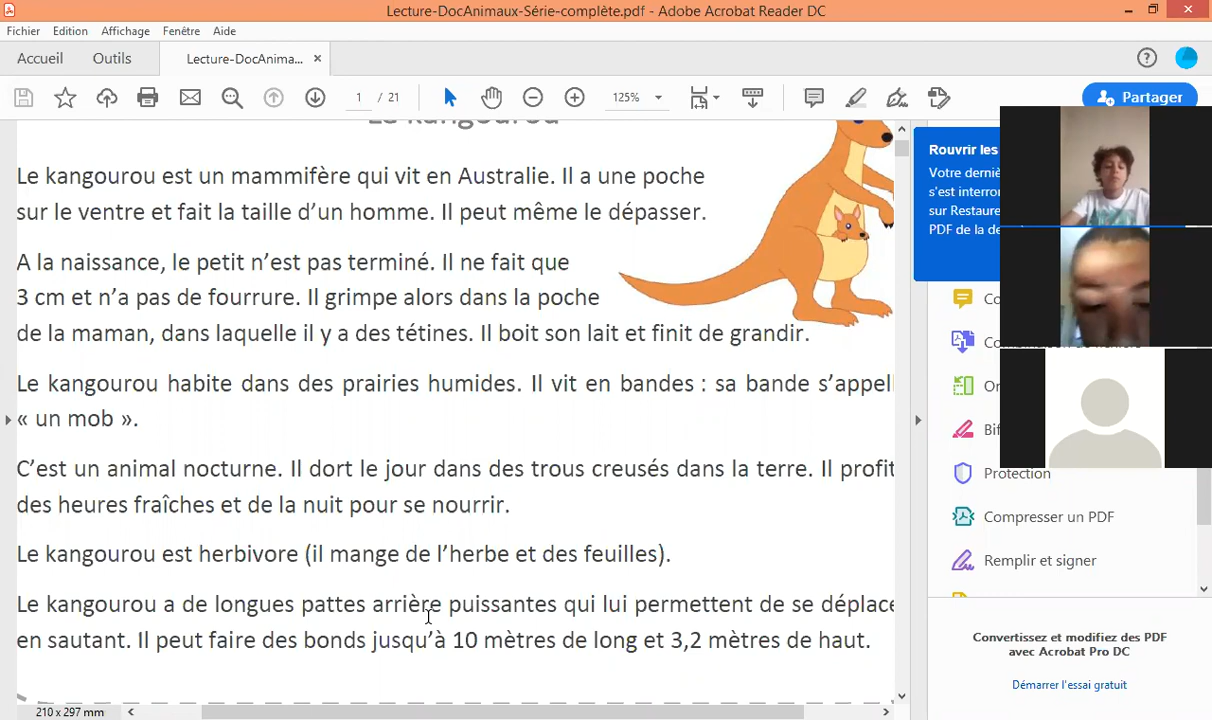 Lecture-DocAnimaux-Série-complète.pdf - Adobe Acrobat Reader DC
Fichier Edition Affichage Fenêtre Aide
Accueil Outils Lecture-DocAnima... ×
1 / 21 125% Partager
Le Kangourou
Le kangourou est un mammifère qui vit en Australie. Il a une poche
sur le ventre et fait la taille d’un homme. Il peut même le dépasser.
A la naissance, le petit n’est pas terminé. Il ne fait que
3 cm et n’a pas de fourrure. Il grimpe alors dans la poche
de la maman, dans laquelle il y a des tétines. Il boit son lait et finit de grandir.
Le kangourou habite dans des prairies humides. Il vit en bandes : sa bande s’appell
« un mob ».
C’est un animal nocturne. Il dort le jour dans des trous creusés dans la terre. Il profit
des heures fraîches et de la nuit pour se nourrir.
Le kangourou est herbivore (il mange de l’herbe et des feuilles).
Le kangourou a de longues pattes arrière puissantes qui lui permettent de se déplace
en sautant. Il peut faire des bonds jusqu’à 10 mètres de long et 3,2 mètres de haut.
210 x 297 mm
Rouvrir les
Votre derniè
s'est interro
sur Restaure
PDF de la de
Co
Or
Bif
Protection
Compresser un PDF
Remplir et signer
Convertissez et modifiez des PDF
avec Acrobat Pro DC
Démarrer l'essai gratuit